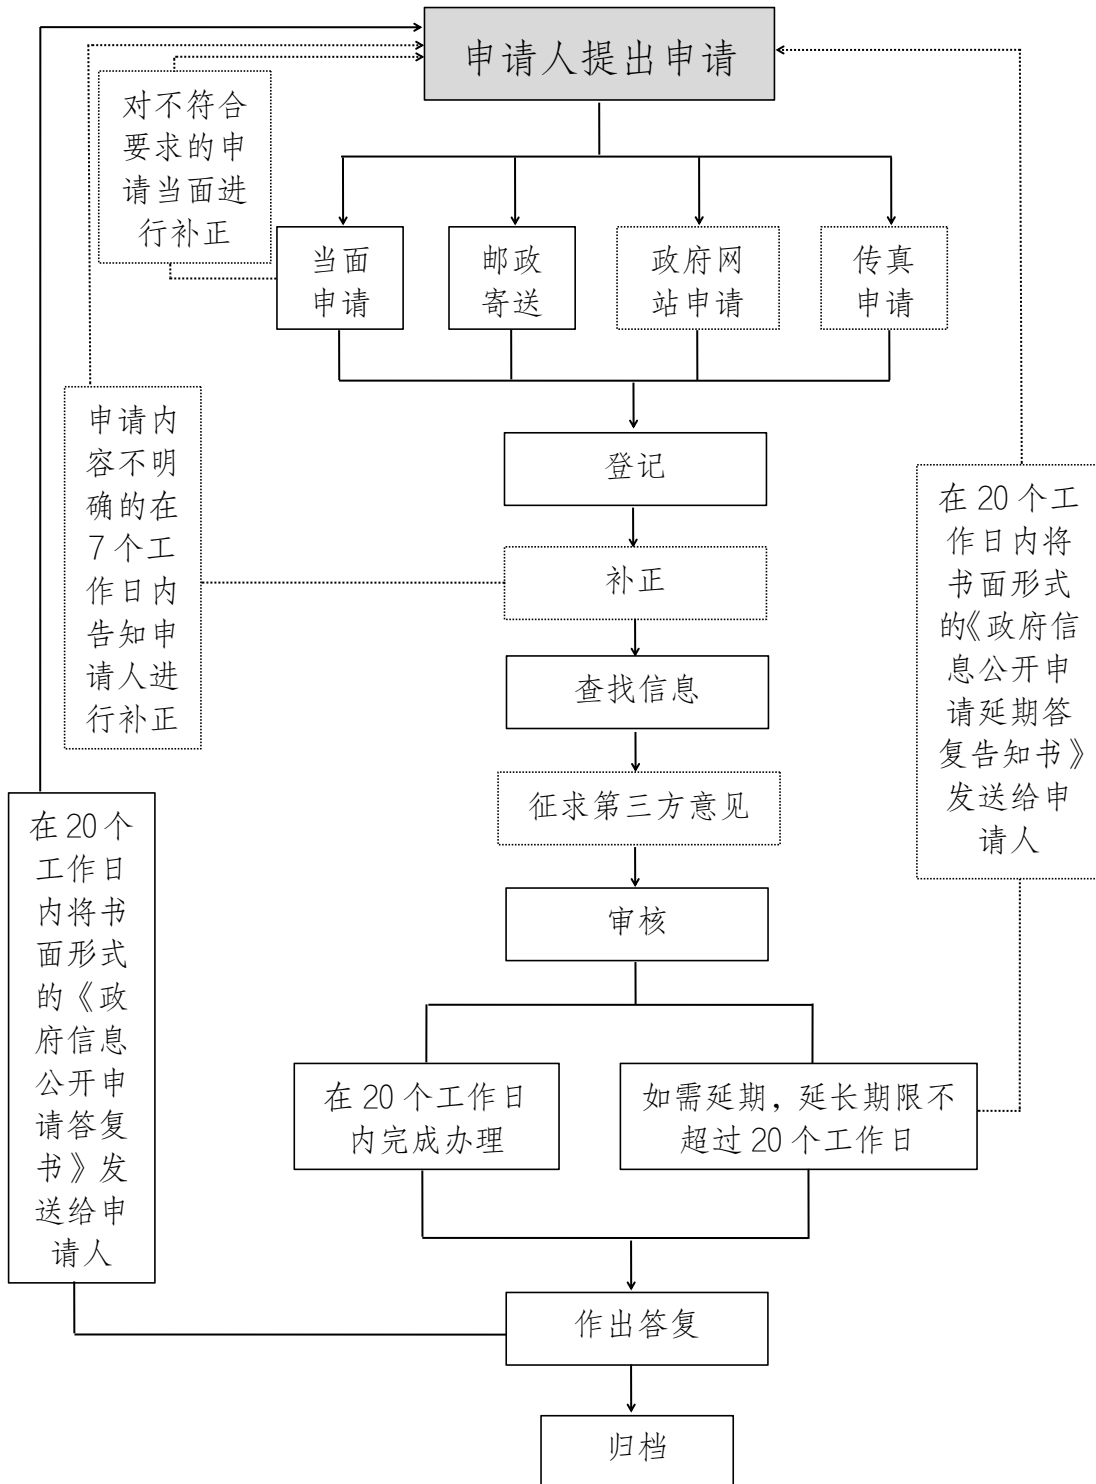 申请人提出申请
对不符合
要求的申
请当面进
行补正
当面
申请
邮政
寄送
政府网
站申请
传真
申请
申请内
容不明
确的在
7个工
作日内
告知申
请人进
行补正
登记
补正
查找信息
征求第三方意见
审核
在20个工
作日内将
书面形式
的《政府信
息公开申
请延期答
复告知书》
发送给申
请人
在20个
工作日
内将书
面形式
的《政
府信息
公开申
请答复
书》发
送给申
请人
在20个工作日
内完成办理
如需延期，延长期限不
超过20个工作日
作出答复
归档